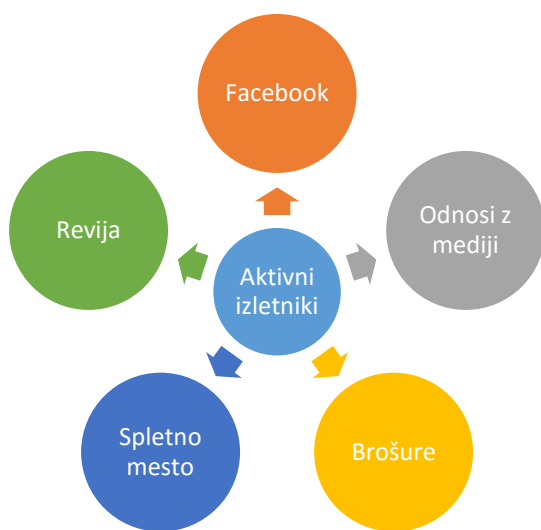 Facebook
Odnosi z
mediji
Brošure
Spletno
mesto
Revija
Aktivni
izletniki